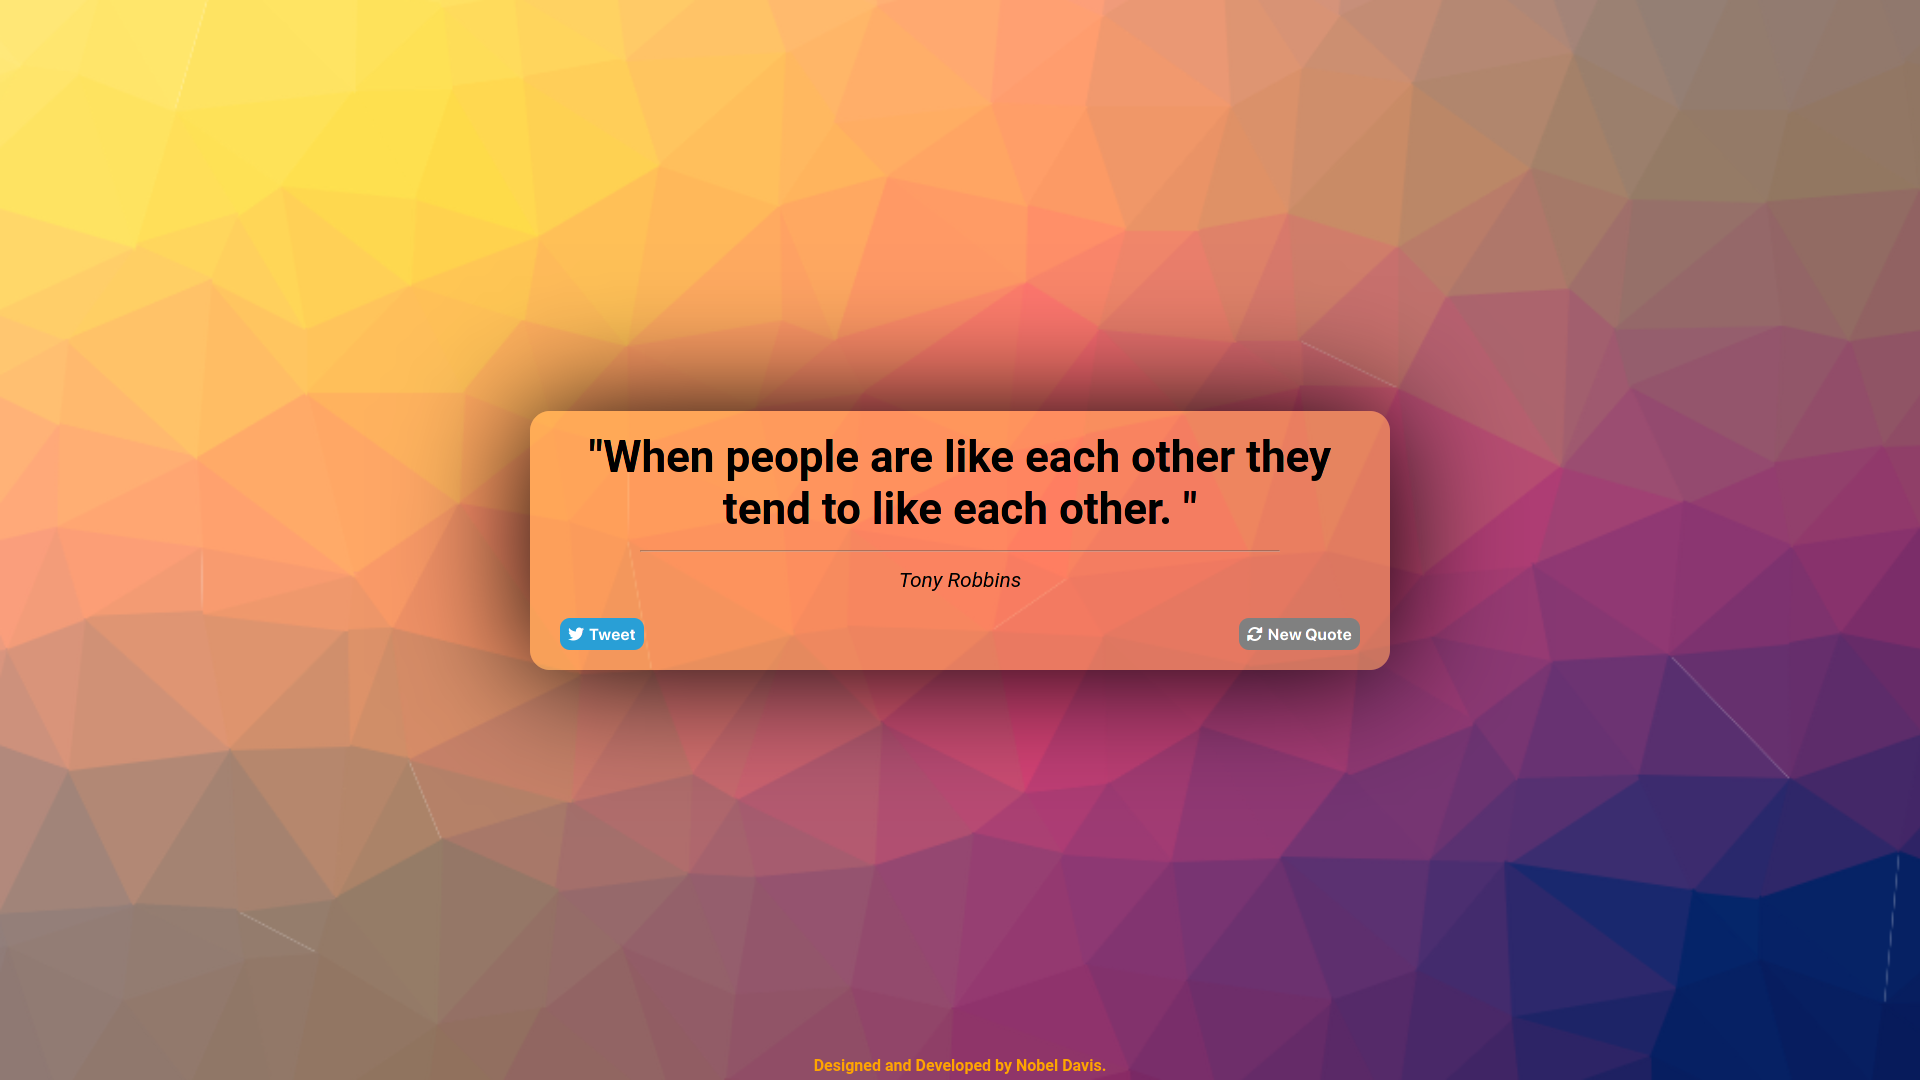 "When people are like each other they
tend to like each other. "
Tony Robbins
Tweet
New Quote
Designed and Developed by Nobel Davis.